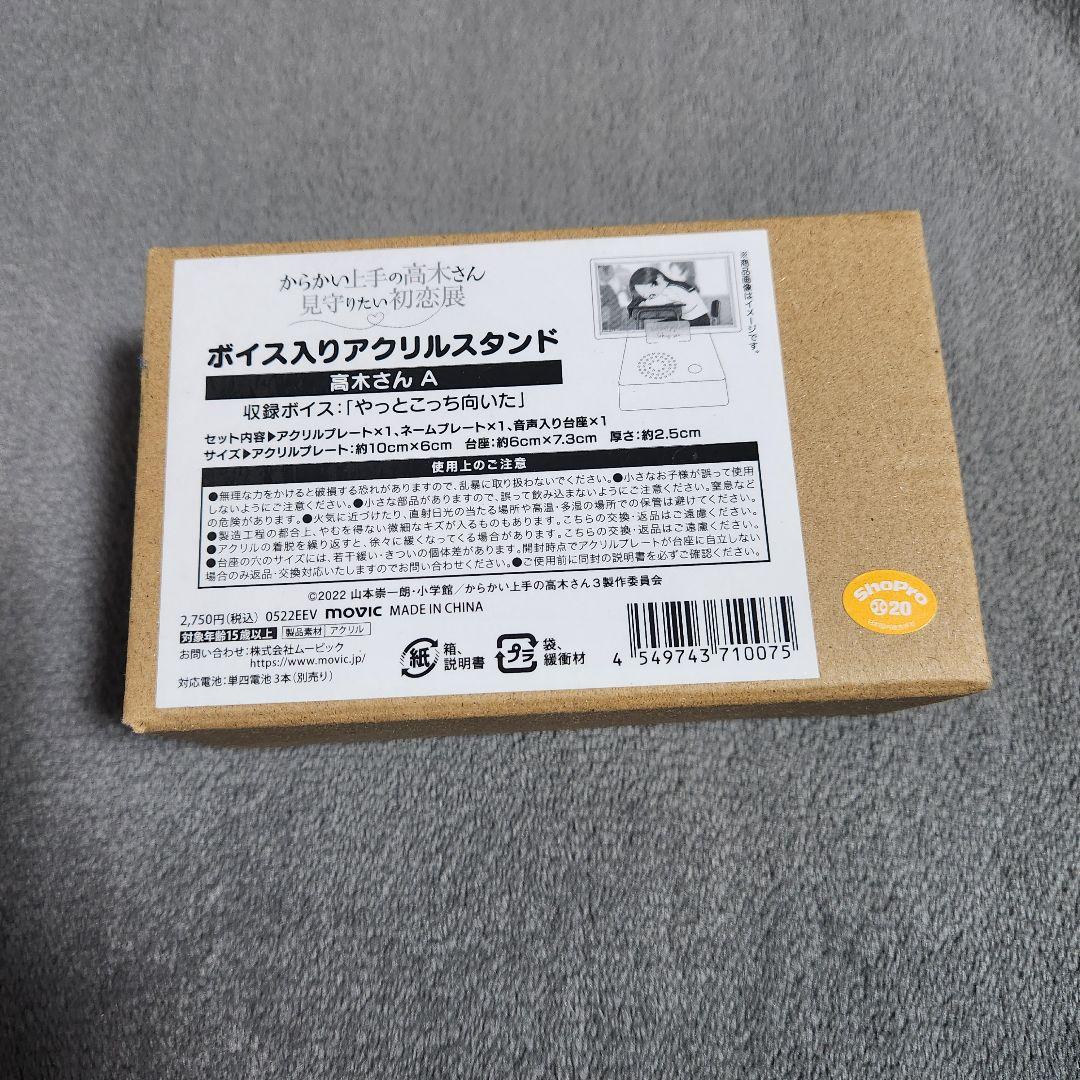 からかい上手の高木さん
見守りたい初恋展
ボイス入りアクリルスタンド
高木さん A
収録ボイス:「やっとこっち向いた」
セット内容▶アクリルプレート×1、ネームプレート×1、音声入り台座×1
サイズ▶アクリルプレート:約10cm×6cm 台座:約6cm×7.3cm 厚さ:約2.5cm
※商品画像はイメージです。
使用上のご注意
●無理な力をかけると破損する恐れがありますので、乱暴に取り扱わないでください。●小さなお子様が誤って使用
しないようにご注意ください。●小さな部品がありますので、誤って飲み込まないようにご注意ください。窒息など
の危険があります。●火気に近づけたり、直射日光の当たる場所や高温・多湿の場所での保管は避けてください。
●製造工程の都合上、やむを得ない微細なキズが入るものもあります。こちらの交換・返品はご遠慮ください。
●アクリルの着脱を繰り返すと、徐々に緩くなってくる場合があります。こちらの交換・返品はご遠慮ください。
●台座の穴のサイズには、若干緩い・きついの個体差があります。開封時点でアクリルプレートが台座に自立しない
場合のみ返品・交換対応いたしますのでお問い合わせください。●ご使用前に同封の説明書を必ずご確認ください。
©2022 山本崇一朗・小学館/からかい上手の高木さん3製作委員会
2,750円(税込) 0522EEV movic MADE IN CHINA
対象年齢15歳以上 製品素材 アクリル
お問い合わせ:株式会社ムービック
https://www.movic.jp/
対応電池:単四電池 3本(別売り)
紙 箱、
説明書
プラ 袋、
緩衝材
4 549743 710075
ShoPro
20